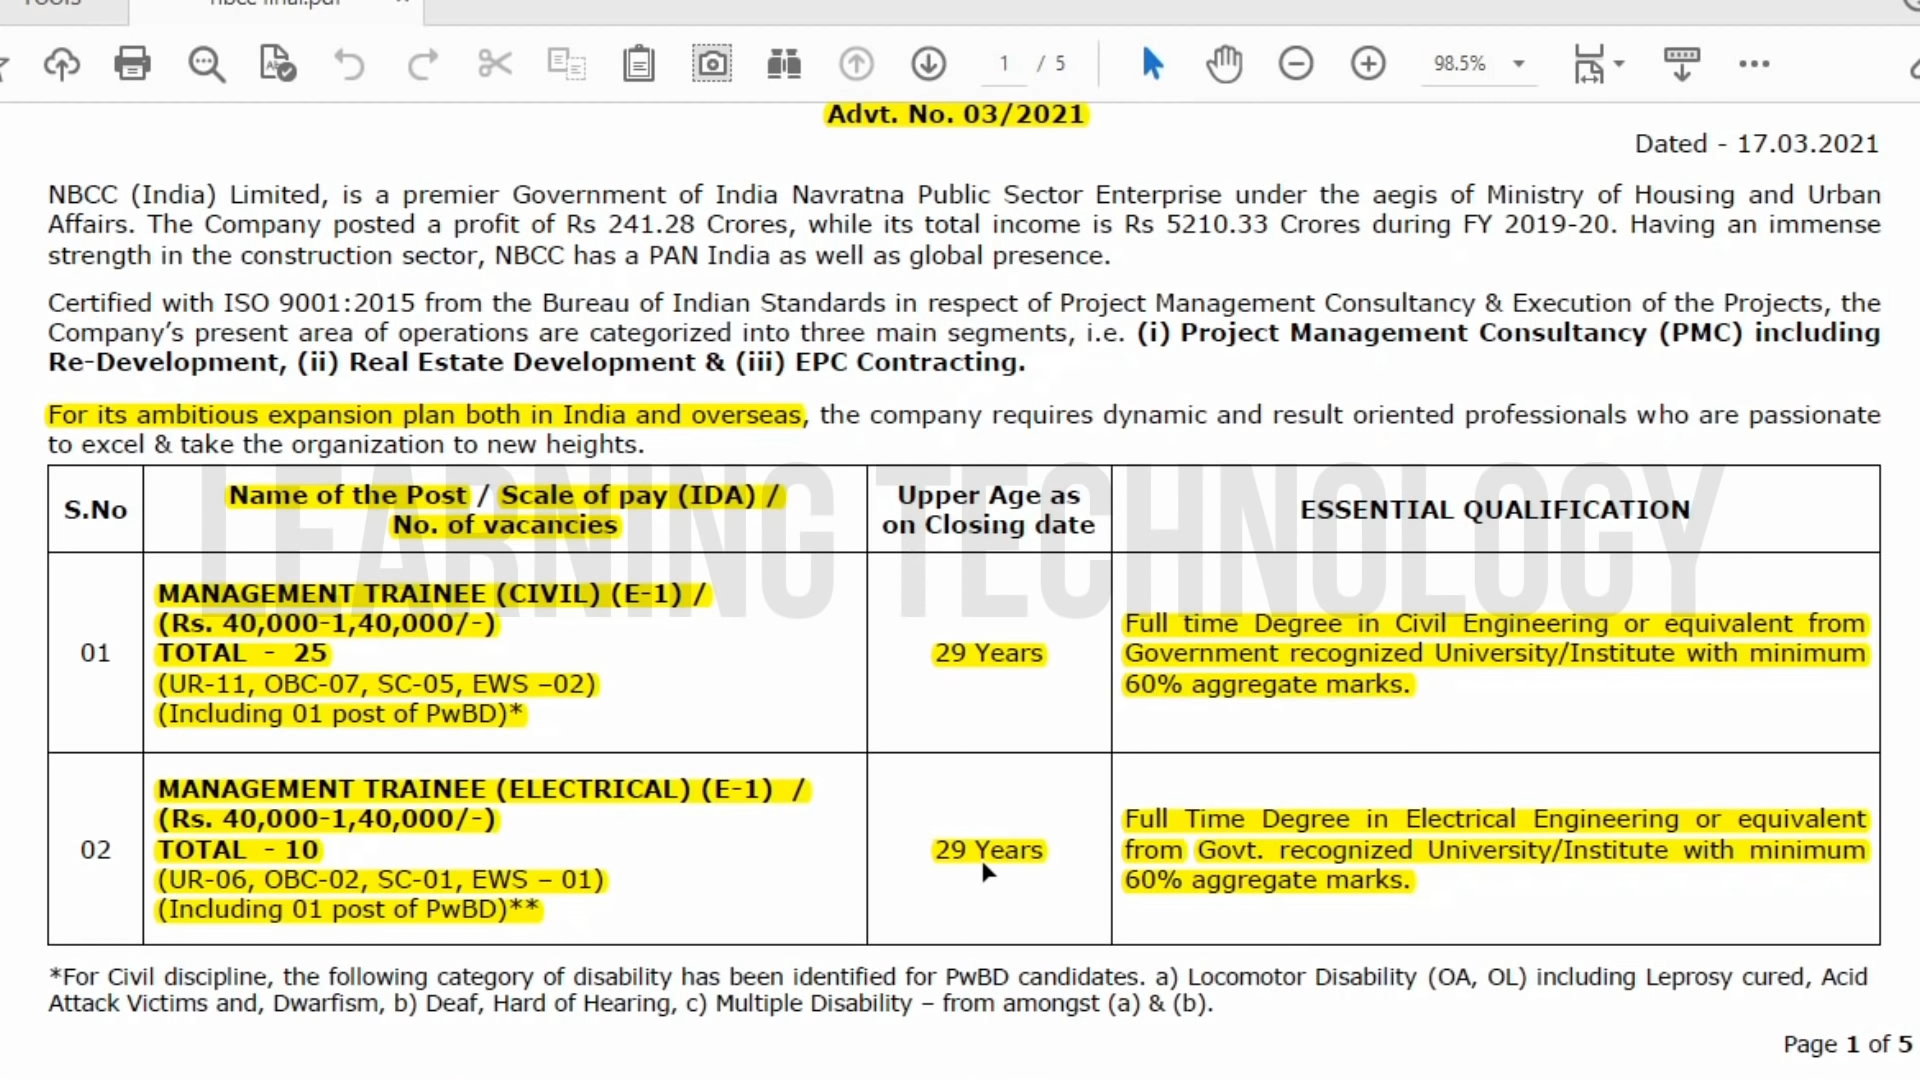 1 / 5
98.5%
Advt. No. 03/2021
Dated - 17.03.2021
NBCC (India) Limited, is a premier Government of India Navratna Public Sector Enterprise under the aegis of Ministry of Housing and Urban
Affairs. The Company posted a profit of Rs 241.28 Crores, while its total income is Rs 5210.33 Crores during FY 2019-20. Having an immense
strength in the construction sector, NBCC has a PAN India as well as global presence.
Certified with ISO 9001:2015 from the Bureau of Indian Standards in respect of Project Management Consultancy & Execution of the Projects, the
Company's present area of operations are categorized into three main segments, i.e. (i) Project Management Consultancy (PMC) including
Re-Development, (ii) Real Estate Development & (iii) EPC Contracting.
For its ambitious expansion plan both in India and overseas, the company requires dynamic and result oriented professionals who are passionate
to excel & take the organization to new heights.
LEARNING TECHNOLOGY
S.No
Name of the Post / Scale of pay (IDA) /
No. of vacancies
Upper Age as
on Closing date
ESSENTIAL QUALIFICATION
01
MANAGEMENT TRAINEE (CIVIL) (E-1) /
(Rs. 40,000-1,40,000/-)
TOTAL - 25
(UR-11, OBC-07, SC-05, EWS –02)
(Including 01 post of PwBD)*
29 Years
Full time Degree in Civil Engineering or equivalent from
Government recognized University/Institute with minimum
60% aggregate marks.
02
MANAGEMENT TRAINEE (ELECTRICAL) (E-1) /
(Rs. 40,000-1,40,000/-)
TOTAL - 10
(UR-06, OBC-02, SC-01, EWS – 01)
(Including 01 post of PwBD)**
29 Years
Full Time Degree in Electrical Engineering or equivalent
from Govt. recognized University/Institute with minimum
60% aggregate marks.
*For Civil discipline, the following category of disability has been identified for PwBD candidates. a) Locomotor Disability (OA, OL) including Leprosy cured, Acid
Attack Victims and, Dwarfism, b) Deaf, Hard of Hearing, c) Multiple Disability – from amongst (a) & (b).
Page 1 of 5